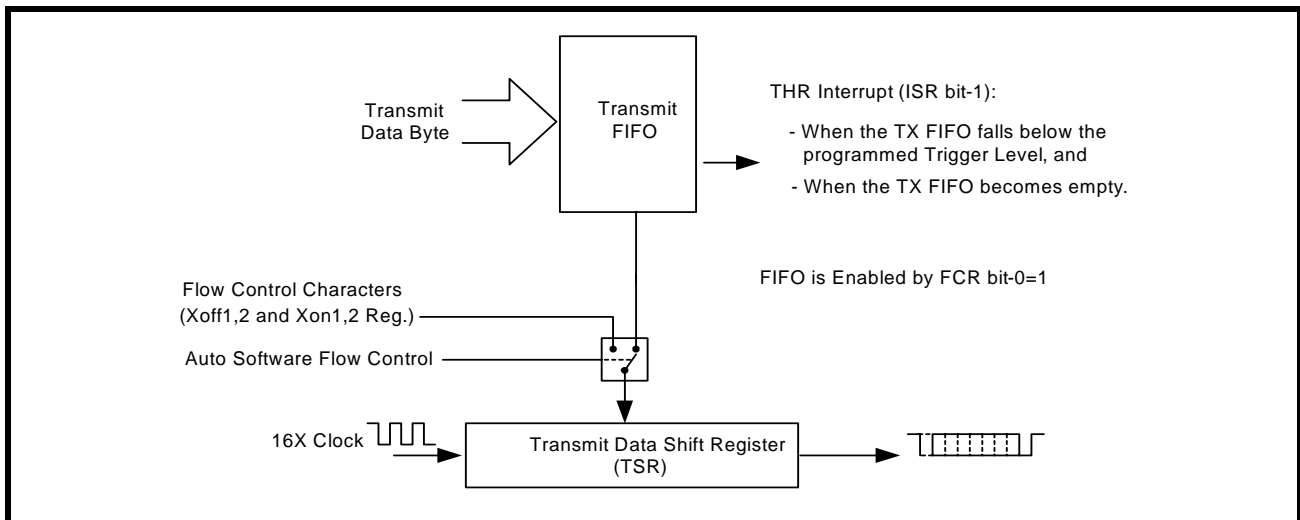 Transmit
Data Byte
Transmit
FIFO
THR Interrupt (ISR bit-1):
- When the TX FIFO falls below the
programmed Trigger Level, and
- When the TX FIFO becomes empty.
FIFO is Enabled by FCR bit-0=1
Flow Control Characters
(Xoff1,2 and Xon1,2 Reg.)
Auto Software Flow Control
16X Clock
Transmit Data Shift Register
(TSR)